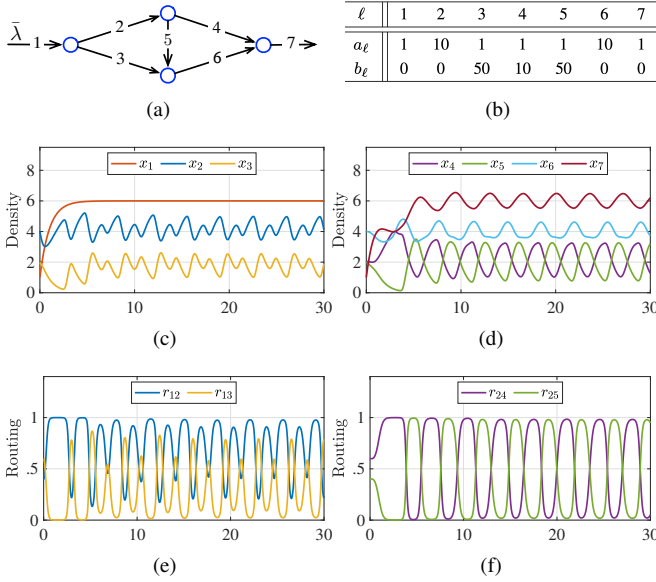 λ̄ 1 2 3 5 4 6 7
(a)
ℓ 1 2 3 4 5 6 7
aℓ 1 10 1 1 1 10 1
bℓ 0 0 50 10 50 0 0
(b)
x₁ x₂ x₃
Density
8
6
4
2
0
0 10 20 30
(c)
x₄ x₅ x₆ x₇
Density
8
6
4
2
0
0 10 20 30
(d)
r₁₂ r₁₃
Routing
1
.5
0
0 10 20 30
(e)
r₂₄ r₂₅
Routing
1
.5
0
0 10 20 30
(f)